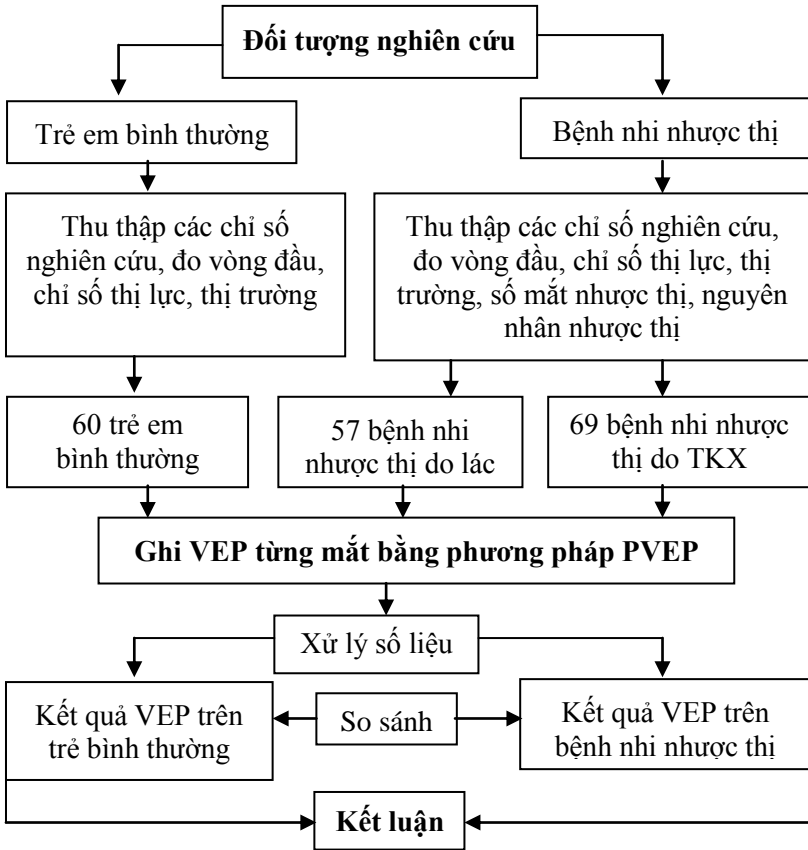 Đối tượng nghiên cứu
Trẻ em bình thường
Bệnh nhi nhược thị
Thu thập các chỉ số
nghiên cứu, đo vòng đầu,
chỉ số thị lực, thị trường
Thu thập các chỉ số nghiên cứu,
đo vòng đầu, chỉ số thị lực, thị
trường, số mắt nhược thị, nguyên
nhân nhược thị
60 trẻ em
bình thường
57 bệnh nhi
nhược thị do lác
69 bệnh nhi nhược
thị do TKX
Ghi VEP từng mắt bằng phương pháp PVEP
Xử lý số liệu
Kết quả VEP trên
trẻ bình thường
So sánh
Kết quả VEP trên
bệnh nhi nhược thị
Kết luận